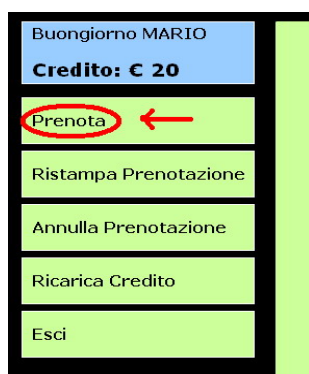 Buongiorno MARIO
Credito: € 20
Prenota
Ristampa Prenotazione
Annulla Prenotazione
Ricarica Credito
Esci